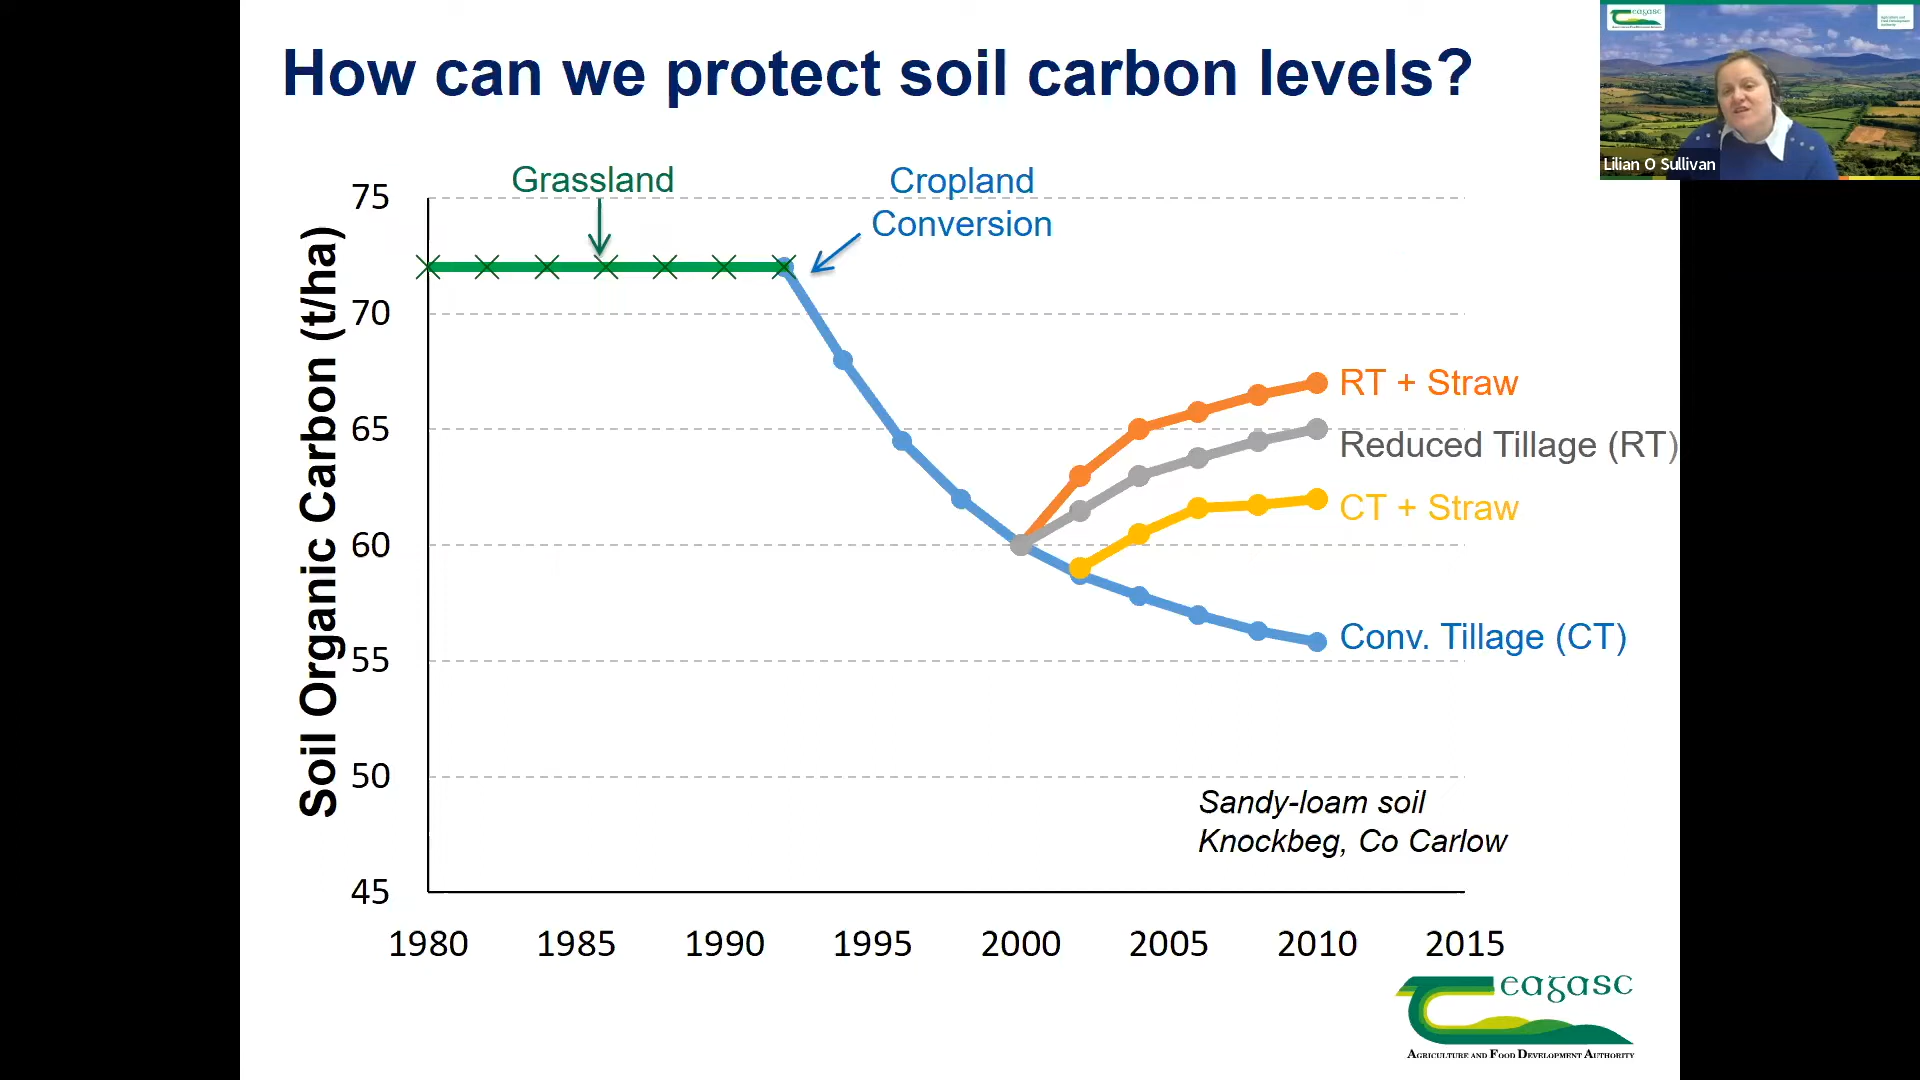 How can we protect soil carbon levels?
Lilian O Sullivan
eagasc
Grassland
Cropland
Conversion
Soil Organic Carbon (t/ha)
75
70
65
60
55
50
45
RT + Straw
Reduced Tillage (RT)
CT + Straw
Conv. Tillage (CT)
Sandy-loam soil
Knockbeg, Co Carlow
1980 1985 1990 1995 2000 2005 2010 2015
eagasc
AGRICULTURE AND FOOD DEVELOPMENT AUTHORITY